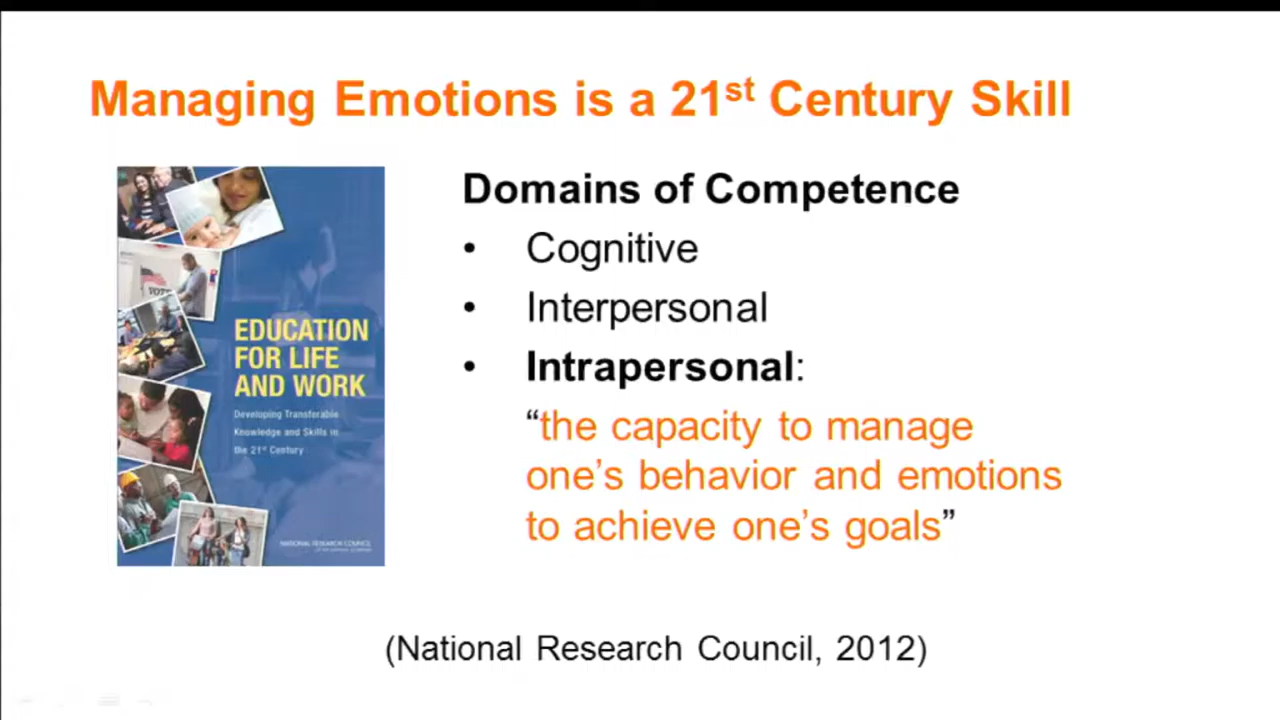 Managing Emotions is a 21st Century Skill
VOTE
EDUCATION
FOR LIFE
AND WORK
Developing Transferable
Knowledge and Skills in
the 21st Century
NATIONAL RESEARCH COUNCIL
Domains of Competence
• Cognitive
• Interpersonal
• Intrapersonal:
“the capacity to manage
one’s behavior and emotions
to achieve one’s goals”
(National Research Council, 2012)